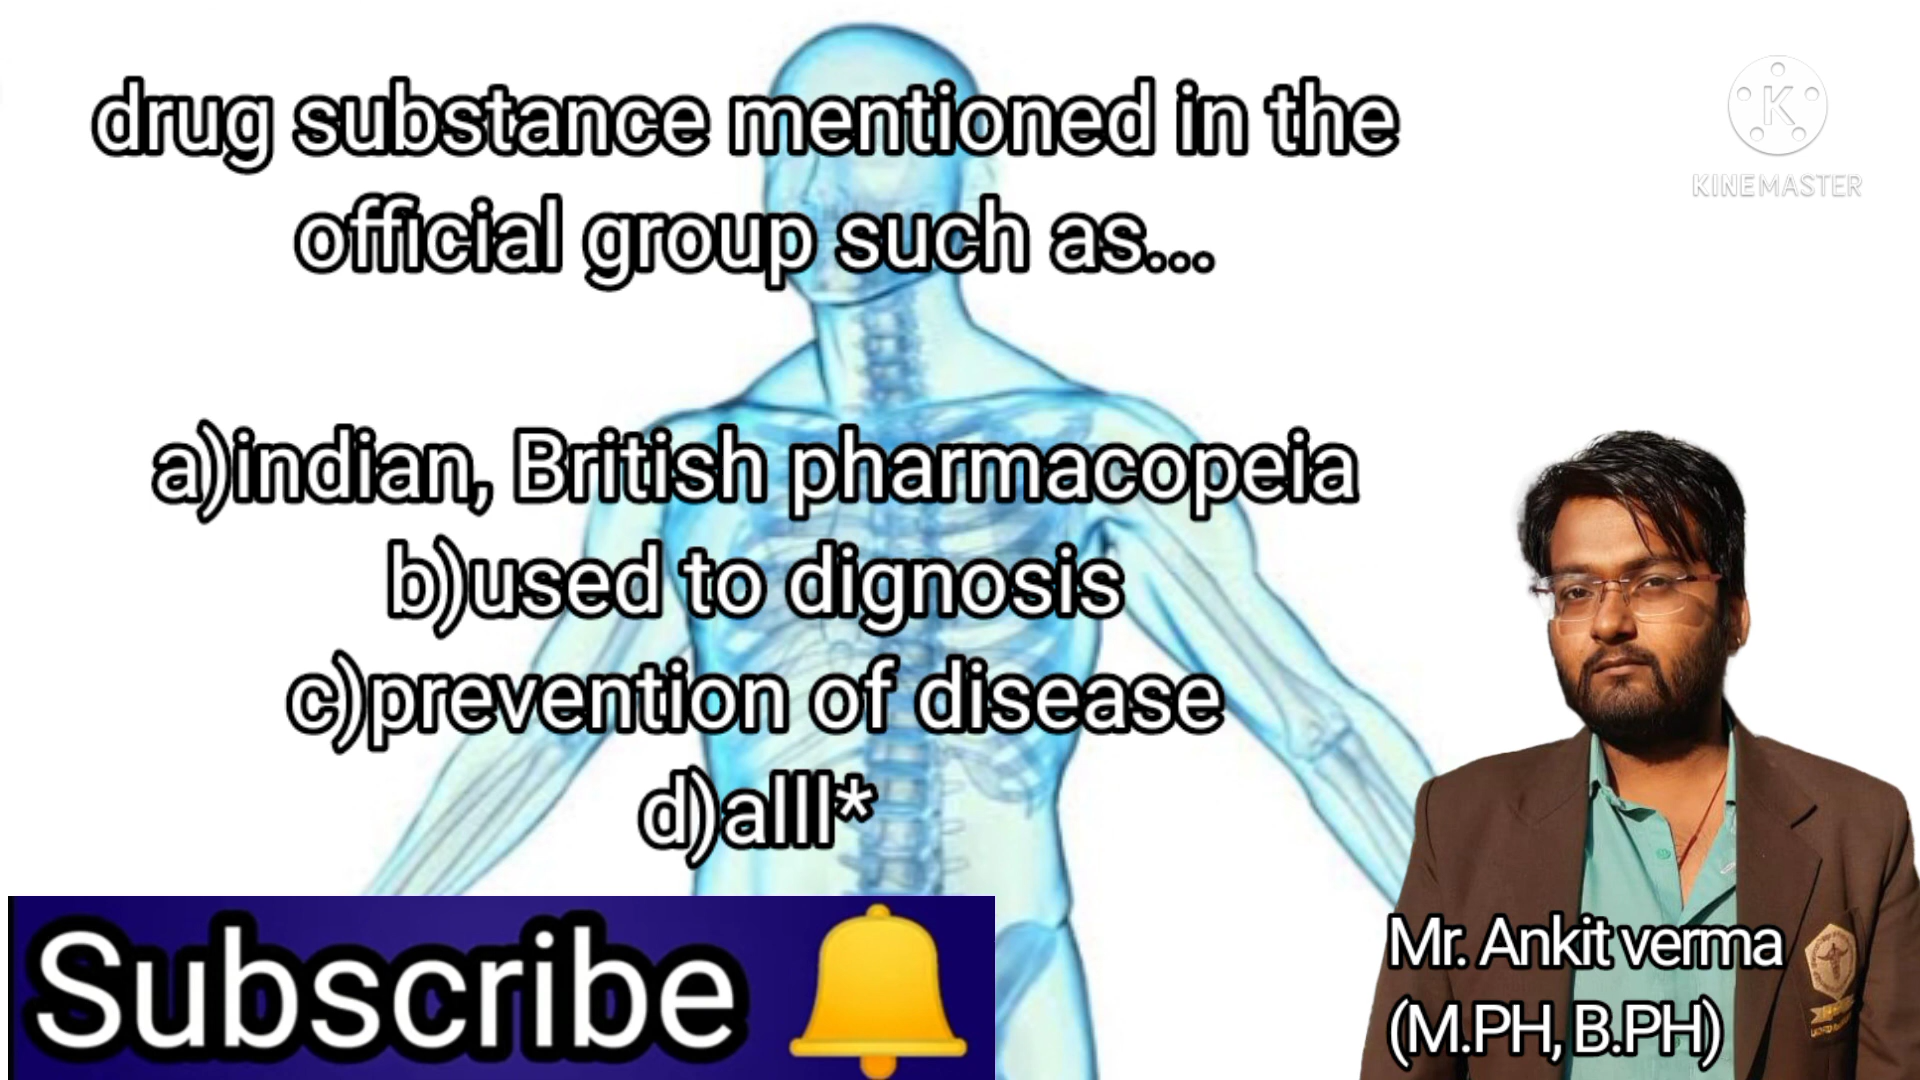 drug substance mentioned in the
official group such as...
a)indian, British pharmacopeia
b)used to dignosis
c)prevention of disease
d)alll*
K
KINEMASTER
Subscribe
Mr. Ankit verma
(M.PH, B.PH)